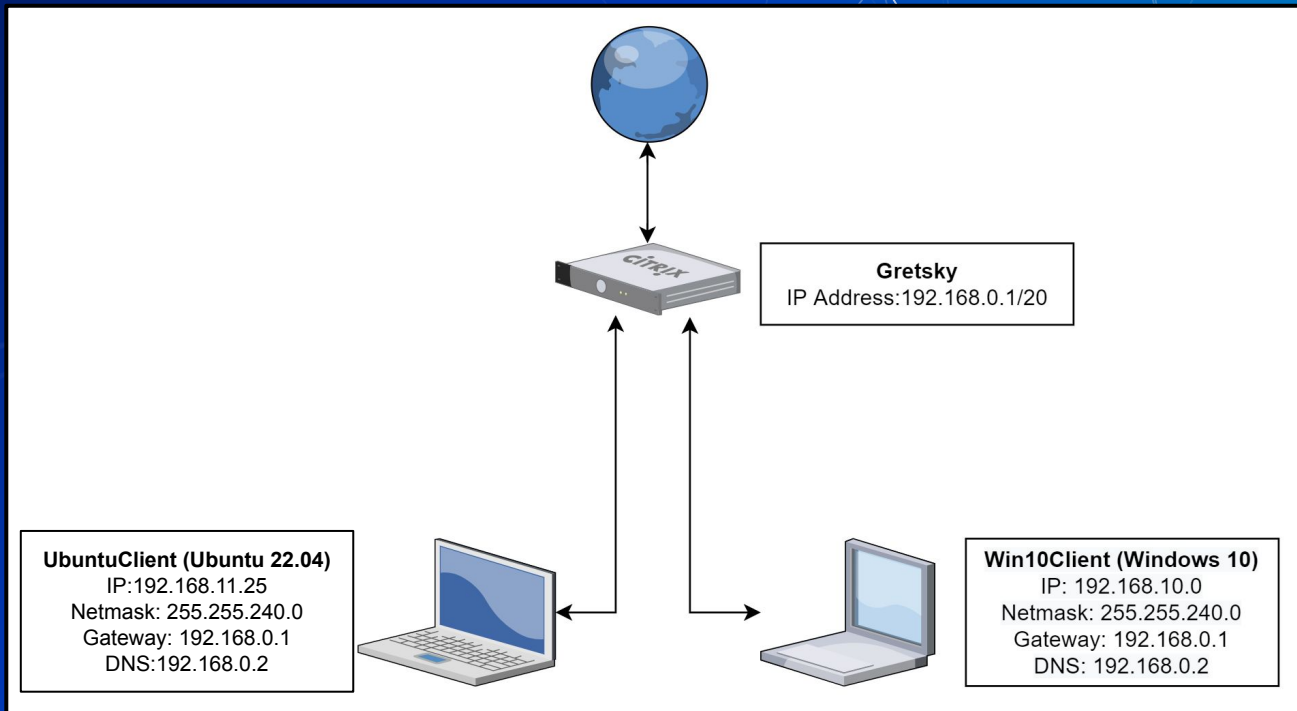 CİTRIX
Gretsky
IP Address:192.168.0.1/20
UbuntuClient (Ubuntu 22.04)
IP:192.168.11.25
Netmask: 255.255.240.0
Gateway: 192.168.0.1
DNS:192.168.0.2
Win10Client (Windows 10)
IP: 192.168.10.0
Netmask: 255.255.240.0
Gateway: 192.168.0.1
DNS: 192.168.0.2